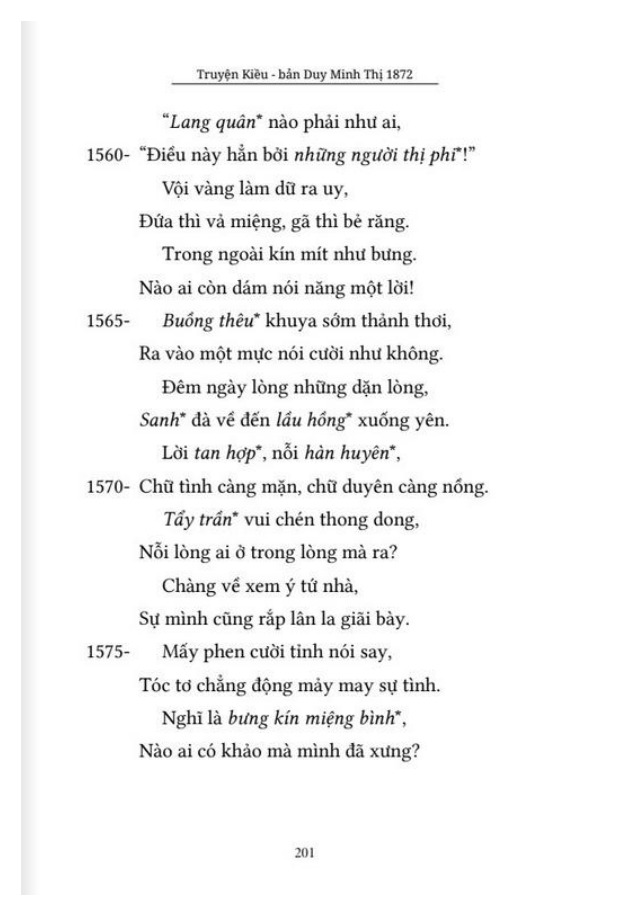 Truyện Kiều - bản Duy Minh Thị 1872
“Lang quân* nào phải như ai,
1560- “Điều này hẳn bởi những người thị phi*!”
Vội vàng làm dữ ra uy,
Đứa thì vả miệng, gã thì bẻ răng.
Trong ngoài kín mít như bưng.
Nào ai còn dám nói năng một lời!
1565- Buồng thêu* khuya sớm thảnh thơi,
Ra vào một mực nói cười như không.
Đêm ngày lòng những dặn lòng,
Sanh* đà về đến lầu hồng* xuống yên.
Lời tan hợp*, nỗi hàn huyên*,
1570- Chữ tình càng mặn, chữ duyên càng nồng.
Tẩy trần* vui chén thong dong,
Nỗi lòng ai ở trong lòng mà ra?
Chàng về xem ý tứ nhà,
Sự mình cũng rắp lân la giãi bày.
1575- Mấy phen cười tỉnh nói say,
Tóc tơ chẳng động mảy may sự tình.
Nghĩ là bưng kín miệng bình*,
Nào ai có khảo mà mình đã xưng?
201